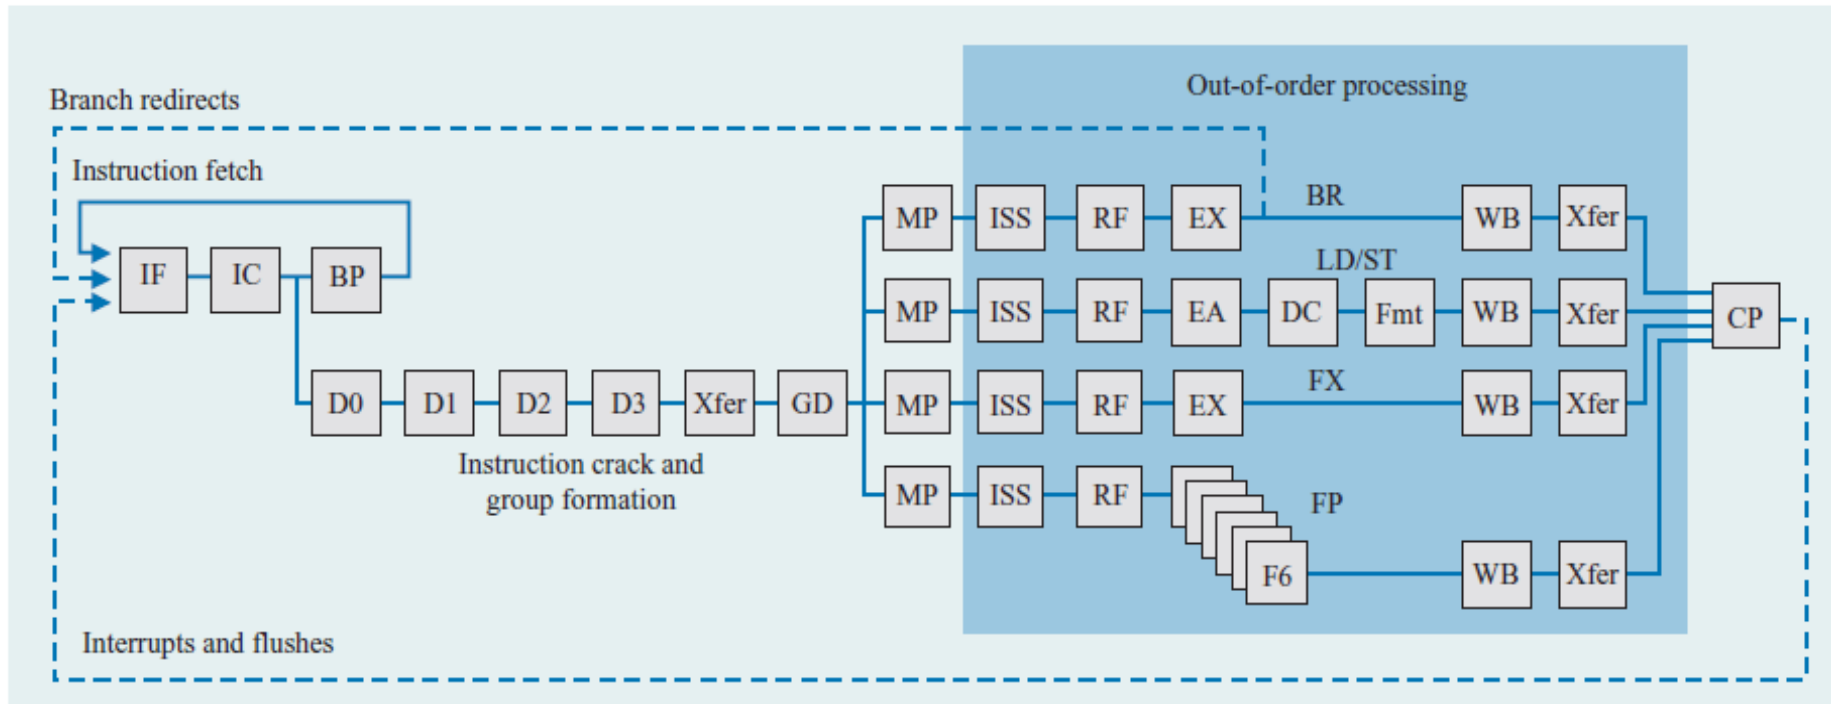 Out-of-order processing
Branch redirects
Instruction fetch
MP ISS RF EX BR WB Xfer
IF IC BP
LD/ST
MP ISS RF EA DC Fmt WB Xfer CP
FX
D0 D1 D2 D3 Xfer GD MP ISS RF EX WB Xfer
Instruction crack and
group formation
MP ISS RF FP
F6 WB Xfer
Interrupts and flushes